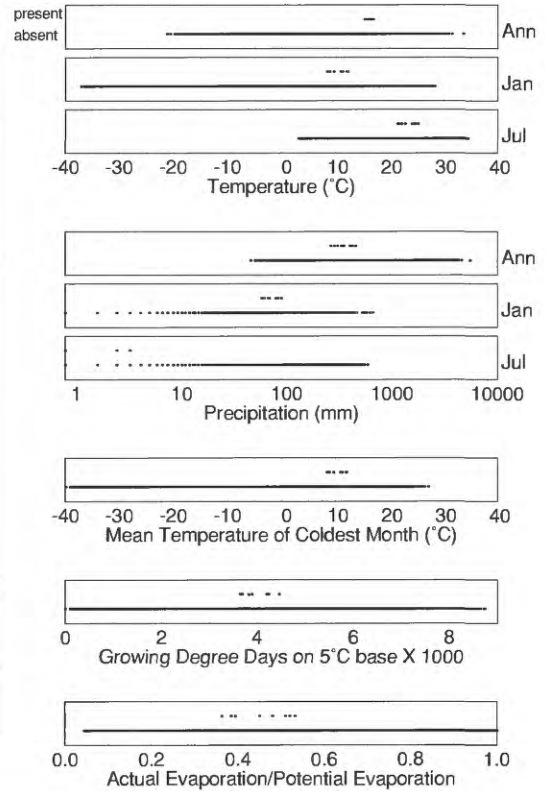 present
absent
Ann
Jan
Jul
-40 -30 -20 -10 0 10 20 30 40
Temperature (°C)
Ann
Jan
Jul
1 10 100 1000 10000
Precipitation (mm)
-40 -30 -20 -10 0 10 20 30 40
Mean Temperature of Coldest Month (°C)
0 2 4 6 8
Growing Degree Days on 5°C base X 1000
0.0 0.2 0.4 0.6 0.8 1.0
Actual Evaporation/Potential Evaporation